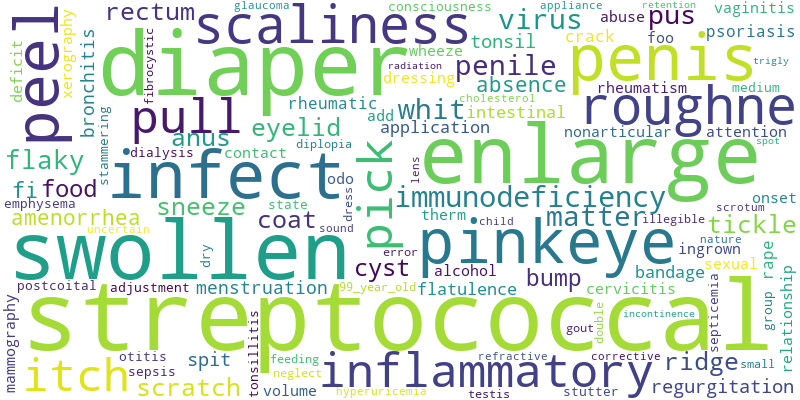 glaucoma
consciousness
appliance
retention
rectum
scaliness
virus
abuse
pus
vaginitis
peel
deficit
xerography
bronchitis
diaper
fibrocystic
wheeze
tonsil
crack
foo
psoriasis
radiation
dressing
penile
penis
trigly
absence
rheumatism
medium
pull
rheumatic
cholesterol
add
whit
intestinal
roughne
stammering
anus
eyelid
application
nonarticular
attention
diplopia
spot
flaky
dialysis
contact
infect
pick
enlarge
lens
fi
food
odo
dress
immunodeficiency
onset
emphysema
amenorrhea
sneeze
state
coat
therm
child
matter
illegible
scrotum
tickle
uncertain
sound
swollen
dry
error
pinkeye
nature
ingrown
sexual
rape
relationship
cyst
alcohol
bump
bandage
postcoital
adjustment
menstruation
99_year_old
flatulence
cervicitis
septicemia
group
mammography
streptococcal
tonsillitis
gout
double
incontinence
itch
otitis
sepsis
spit
feeding
neglect
inflammatory
refractive
corrective
ridge
small
scratch
volume
hyperuricemia
testis
stutter
regurgitation